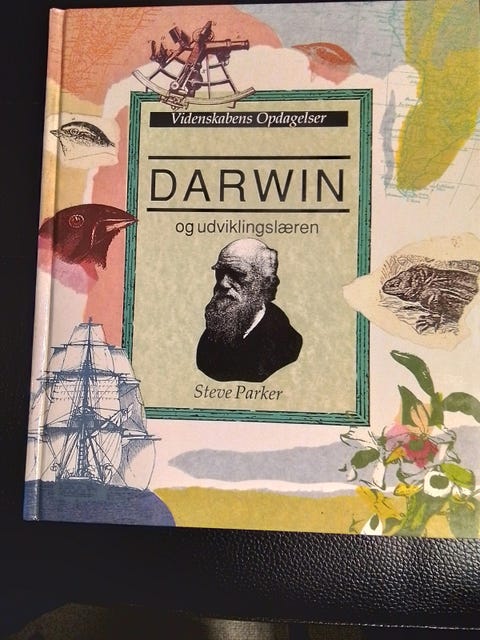 Videnskabens Opdagelser
DARWIN
og udviklingslæren
Steve Parker